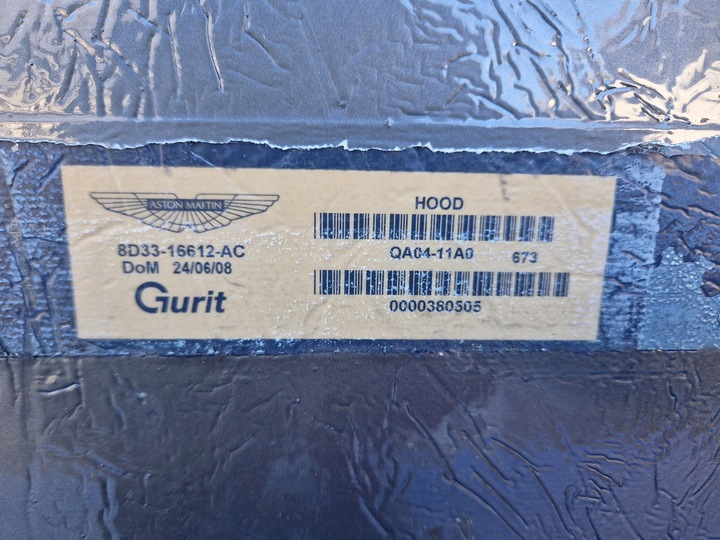 ASTON MARTIN
8D33-16612-AC
DoM 24/06/08
Gurit
HOOD
QA04-11A0 673
0000380505